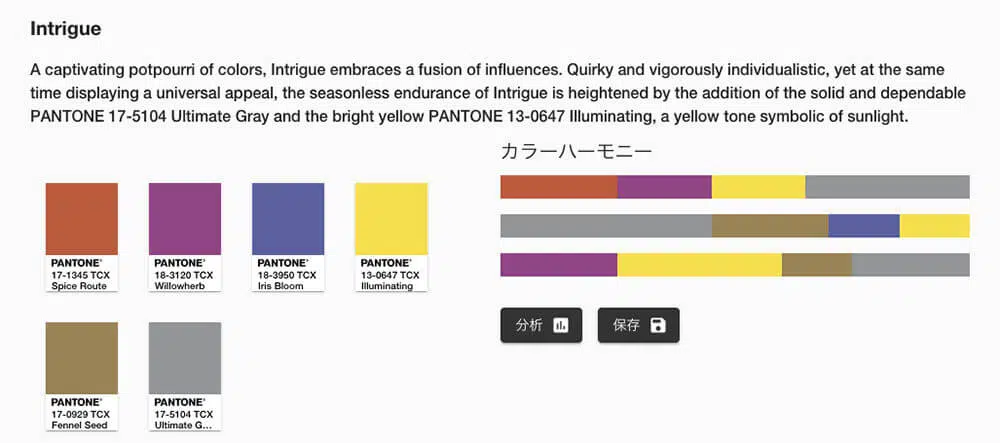 Intrigue
A captivating potpourri of colors, Intrigue embraces a fusion of influences. Quirky and vigorously individualistic, yet at the same
time displaying a universal appeal, the seasonless endurance of Intrigue is heightened by the addition of the solid and dependable
PANTONE 17-5104 Ultimate Gray and the bright yellow PANTONE 13-0647 Illuminating, a yellow tone symbolic of sunlight.
カラーハーモニー
PANTONE®
17-1345 TCX
Spice Route
PANTONE®
18-3120 TCX
Willowherb
PANTONE®
18-3950 TCX
Iris Bloom
PANTONE®
13-0647 TCX
Illuminating
PANTONE®
17-0929 TCX
Fennel Seed
PANTONE®
17-5104 TCX
Ultimate G...
分析
保存